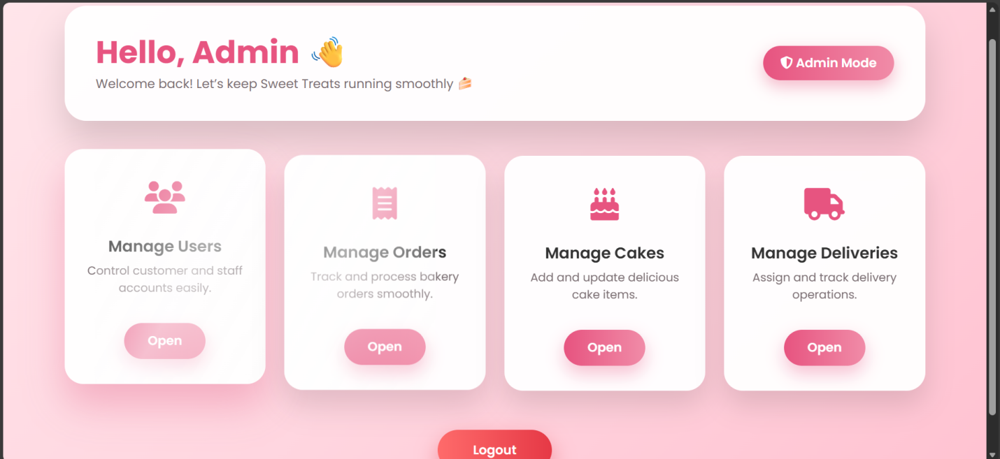 Hello, Admin 👋
Welcome back! Let’s keep Sweet Treats running smoothly 🍰
Admin Mode
Manage Users
Control customer and staff
accounts easily.
Open
Manage Orders
Track and process bakery
orders smoothly.
Open
Manage Cakes
Add and update delicious
cake items.
Open
Manage Deliveries
Assign and track delivery
operations.
Open
Logout